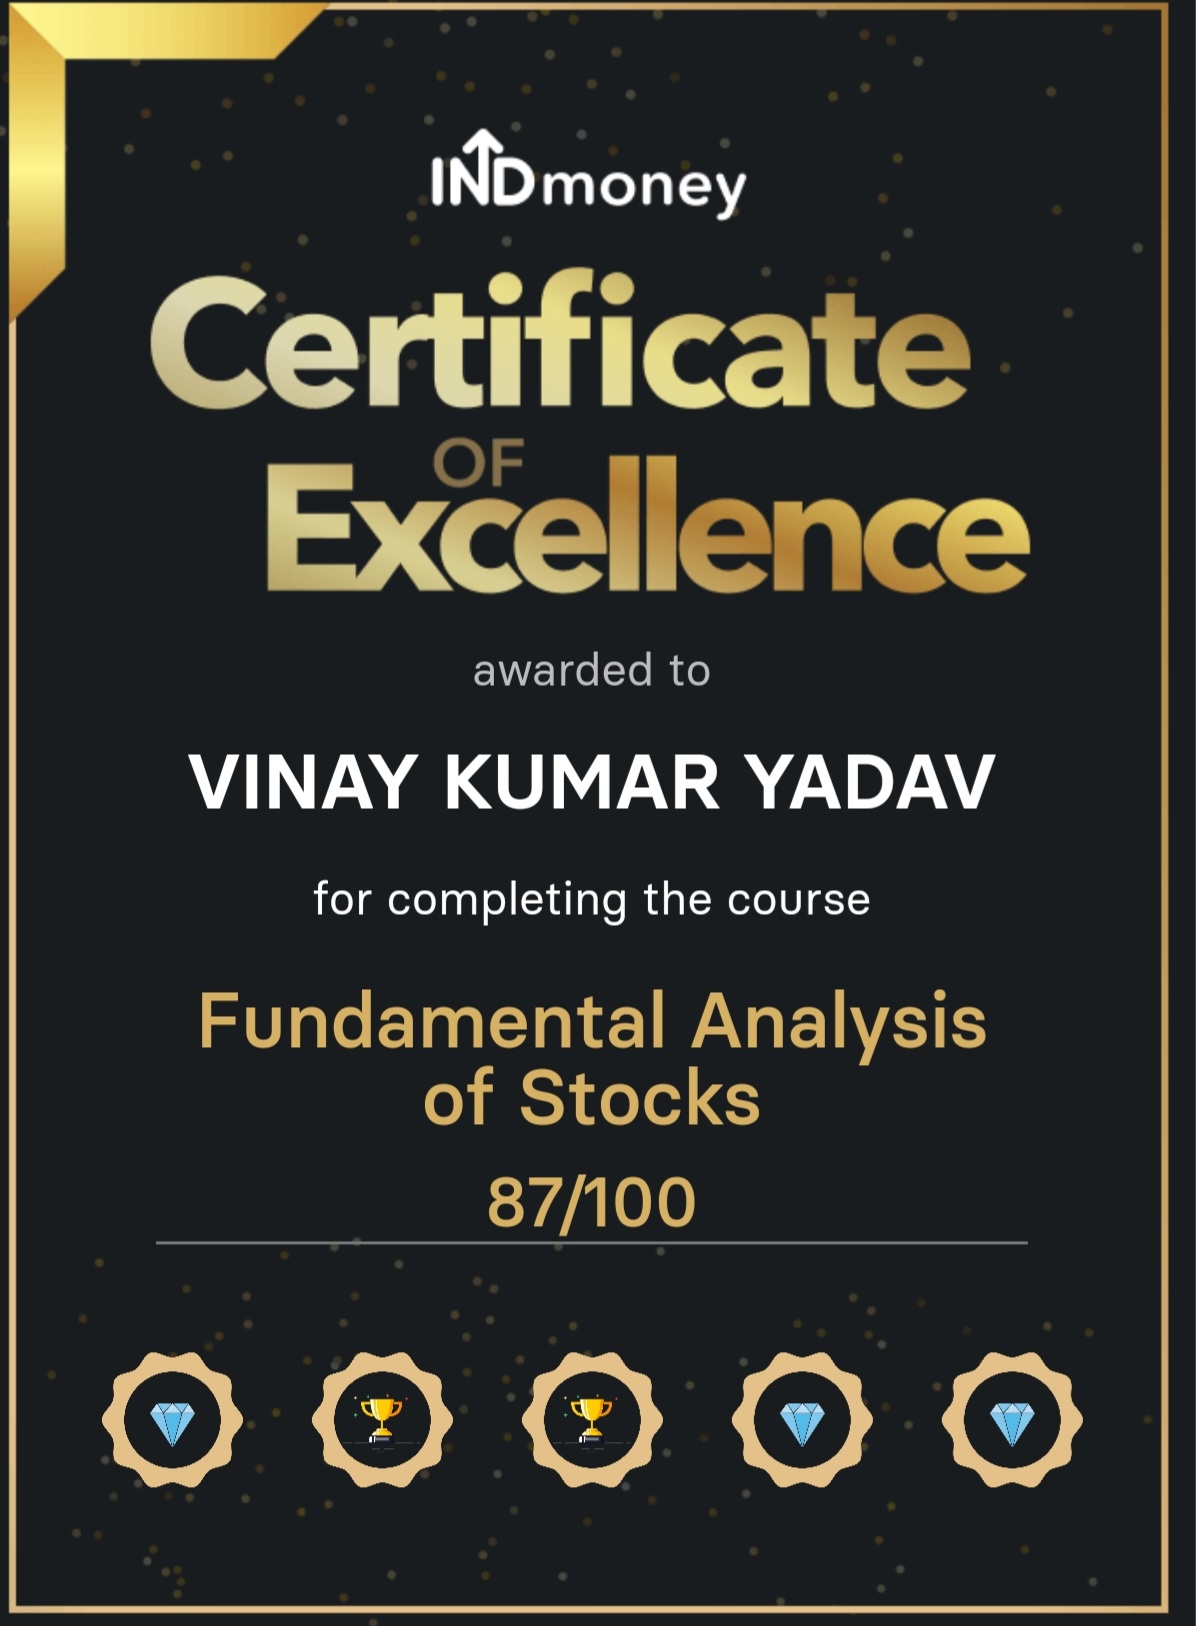 INDmoney
Certificate
OF
Excellence
awarded to
VINAY KUMAR YADAV
for completing the course
Fundamental Analysis
of Stocks
87/100